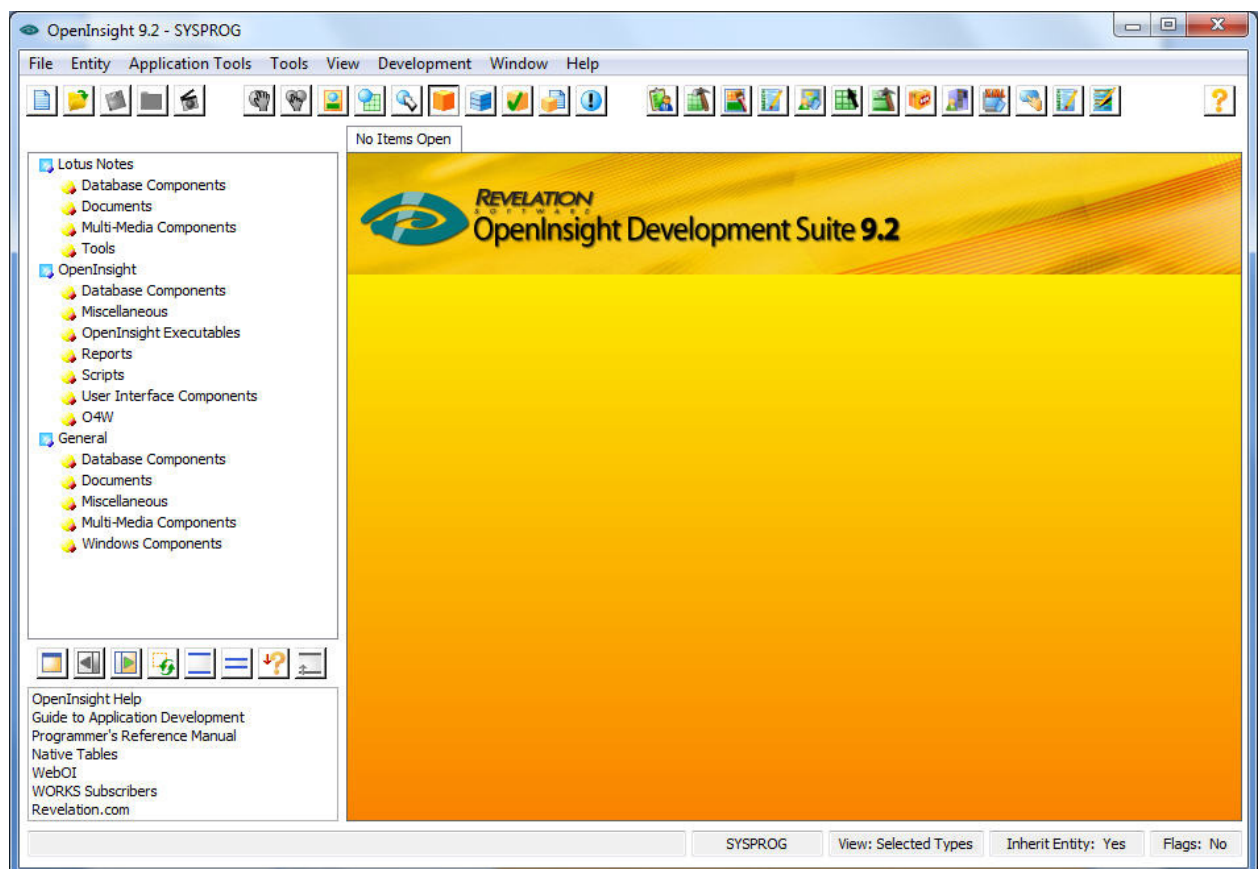 OpenInsight 9.2 - SYSPROG
File Entity Application Tools Tools View Development Window Help
No Items Open
Lotus Notes
Database Components
Documents
Multi-Media Components
Tools
OpenInsight
Database Components
Miscellaneous
OpenInsight Executables
Reports
Scripts
User Interface Components
O4W
General
Database Components
Documents
Miscellaneous
Multi-Media Components
Windows Components
REVELATION
SOFTWARE
OpenInsight Development Suite 9.2
OpenInsight Help
Guide to Application Development
Programmer's Reference Manual
Native Tables
WebOI
WORKS Subscribers
Revelation.com
SYSPROG View: Selected Types Inherit Entity: Yes Flags: No